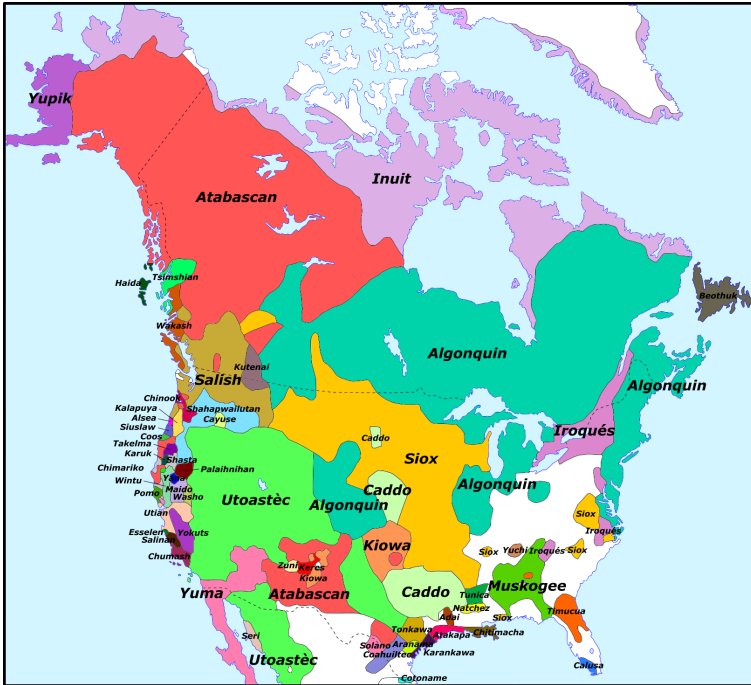 Yupik
Inuit
Atabascan
Tsimshian
Haida
Beothuk
Wakash
Algonquin
Kutenai
Salish
Algonquin
Chinook
Shahapwailutan
Kalapuya
Cayuse
Alsea
Siuslaw
Iroqués
Coos
Caddo
Takelma
Karuk
Shasta
Siox
Chimariko
Palaihnihan
Yana
Wintu
Algonquin
Maidu
Caddo
Pomo
Washo
Utoastèc
Algonquin
Utian
Siox
Esselen
Yokuts
Iroqués
Salinan
Kiowa
Chumash
Siox
Yuchi
Iroqués
Siox
Zuni
Keres
Kiowa
Muskogee
Yuma
Atabascan
Caddo
Tunica
Natchez
Timucua
Adai
Siox
Tonkawa
Seri
Atakapa
Chitimacha
Solano
Aranama
Coahuilteco
Karankawa
Utoastèc
Calusa
Cotoname